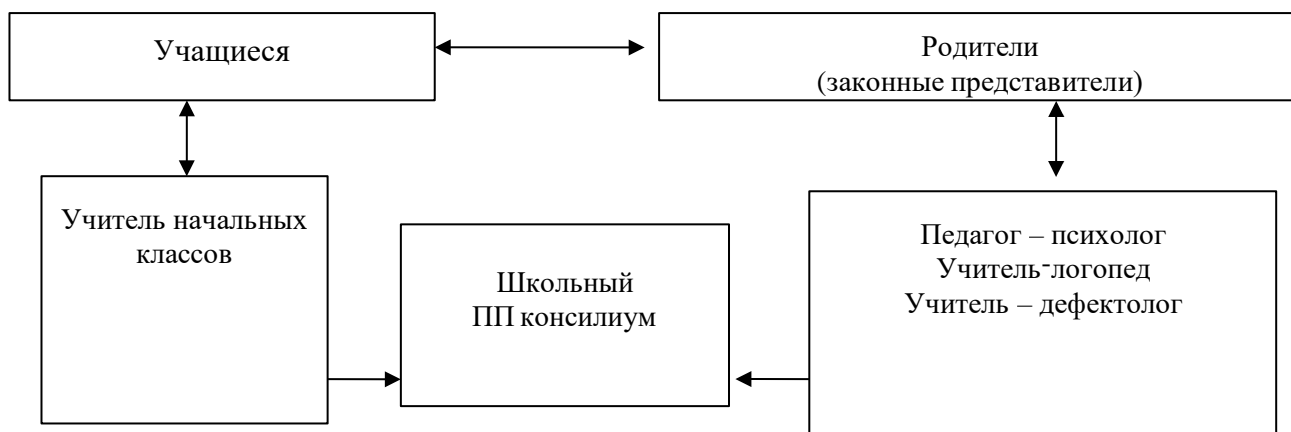 Учащиеся
Родители
(законные представители)
Учитель начальных
классов
Школьный
ПП консилиум
Педагог – психолог
Учитель-логопед
Учитель – дефектолог